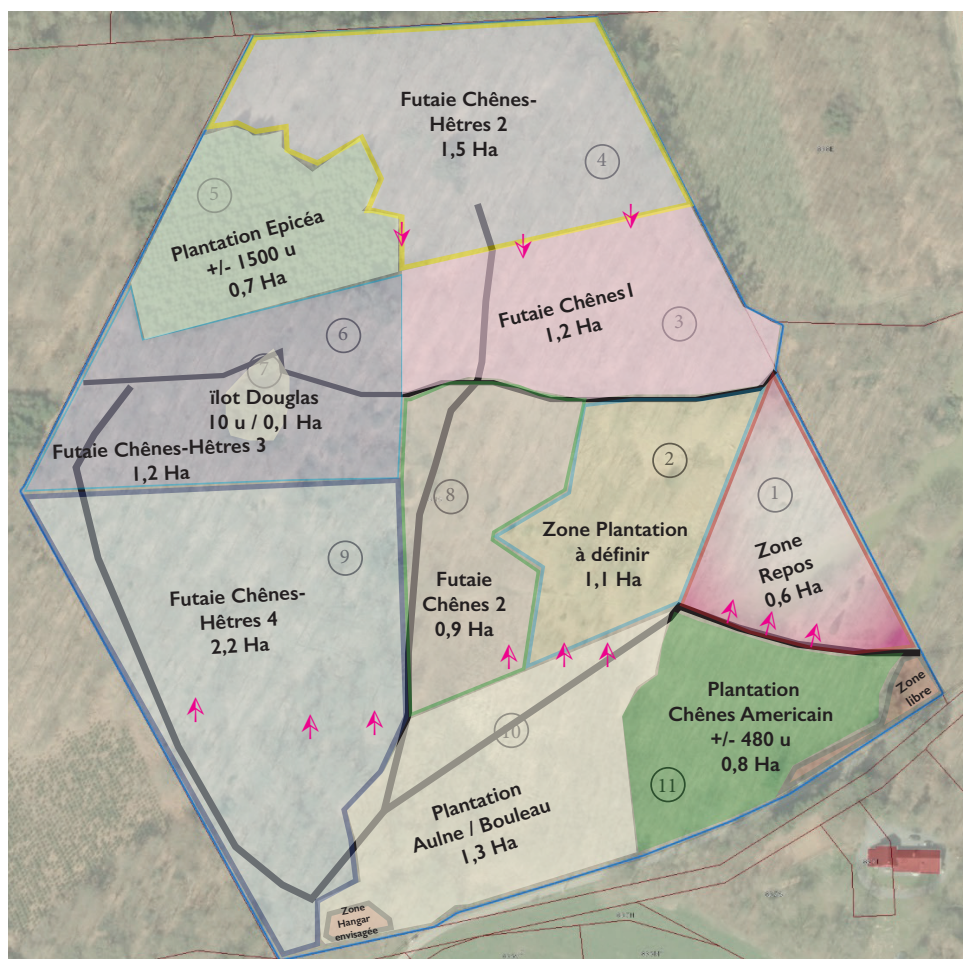 Futaie Chênes-
Hêtres 2
1,5 Ha
4
5
Plantation Epicéa
+/- 1500 u
0,7 Ha
Futaie Chênes1
1,2 Ha
3
6
7
ïlot Douglas
10 u / 0,1 Ha
Futaie Chênes-Hêtres 3
1,2 Ha
2
Zone Plantation
à définir
1,1 Ha
1
Zone
Repos
0,6 Ha
8
Futaie
Chênes 2
0,9 Ha
9
Futaie Chênes-
Hêtres 4
2,2 Ha
Zone
libre
Plantation
Chênes Americain
+/- 480 u
0,8 Ha
11
10
Plantation
Aulne / Bouleau
1,3 Ha
Zone
Hangar
envisagée